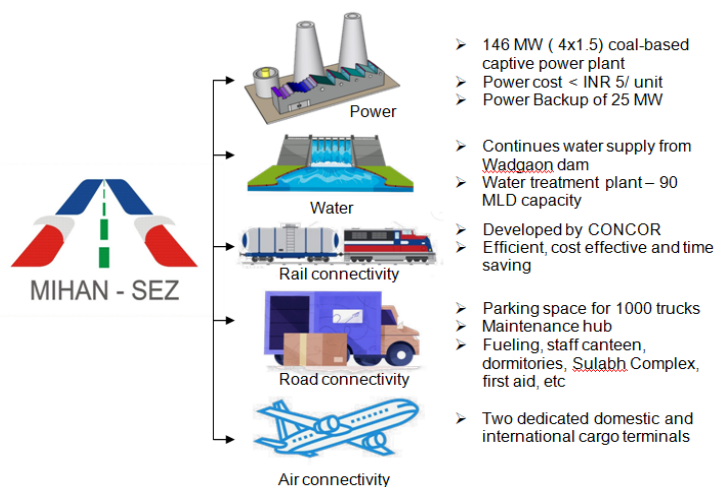 ➢ 146 MW ( 4x1.5) coal-based
captive power plant
➢ Power cost < INR 5/ unit
➢ Power Backup of 25 MW
Power
➢ Continues water supply from
Wadgaon dam
➢ Water treatment plant – 90
MLD capacity
Water
MIHAN - SEZ
➢ Developed by CONCOR
➢ Efficient, cost effective and time
saving
Rail connectivity
➢ Parking space for 1000 trucks
➢ Maintenance hub
➢ Fueling, staff canteen,
dormitories, Sulabh Complex,
first aid, etc
Road connectivity
➢ Two dedicated domestic and
international cargo terminals
Air connectivity